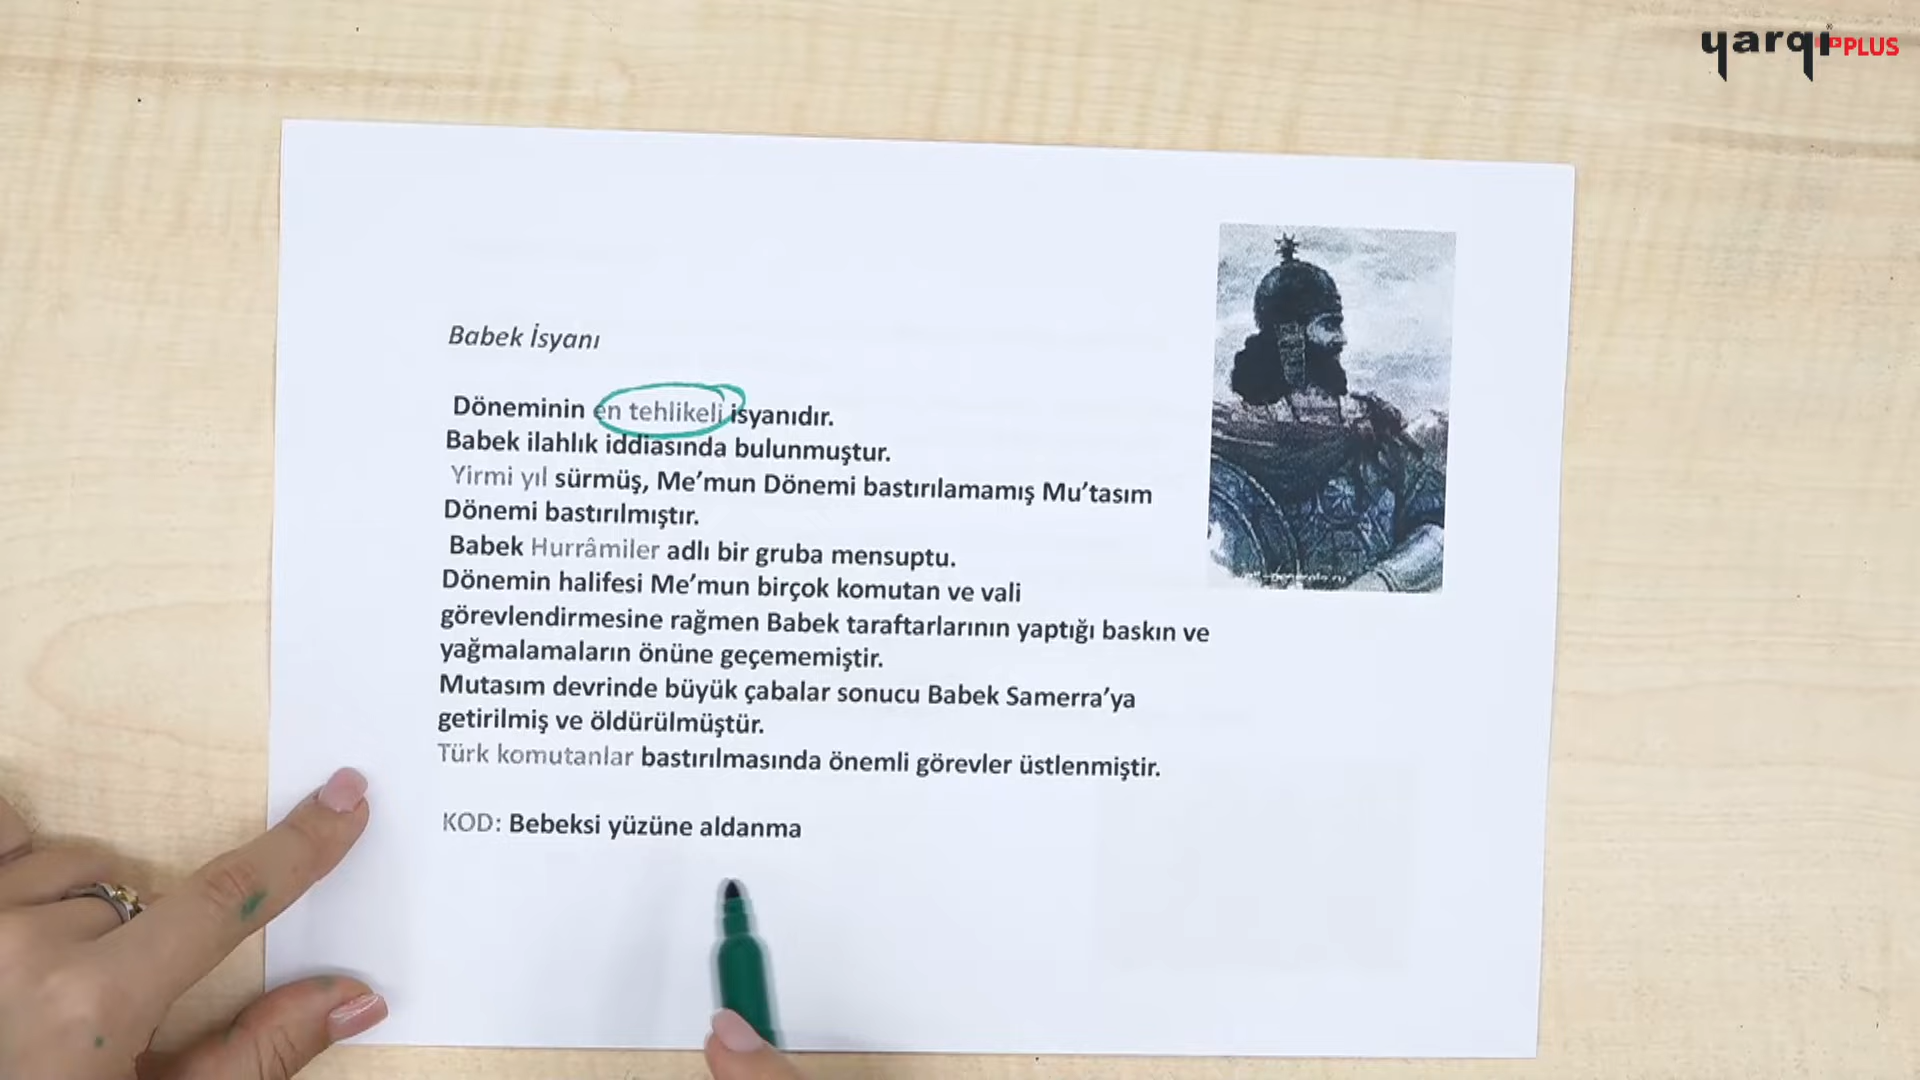 yarqı PLUS
Babek İsyanı
Döneminin en tehlikeli isyanıdır.
Babek ilahlık iddiasında bulunmuştur.
Yirmi yıl sürmüş, Me’mun Dönemi bastırılamamış Mu’tasım
Dönemi bastırılmıştır.
Babek Hurrâmiler adlı bir gruba mensuptu.
Dönemin halifesi Me’mun birçok komutan ve vali
görevlendirmesine rağmen Babek taraftarlarının yaptığı baskın ve
yağmalamaların önüne geçememiştir.
Mutasım devrinde büyük çabalar sonucu Babek Samerra’ya
getirilmiş ve öldürülmüştür.
Türk komutanlar bastırılmasında önemli görevler üstlenmiştir.
KOD: Bebeksi yüzüne aldanma